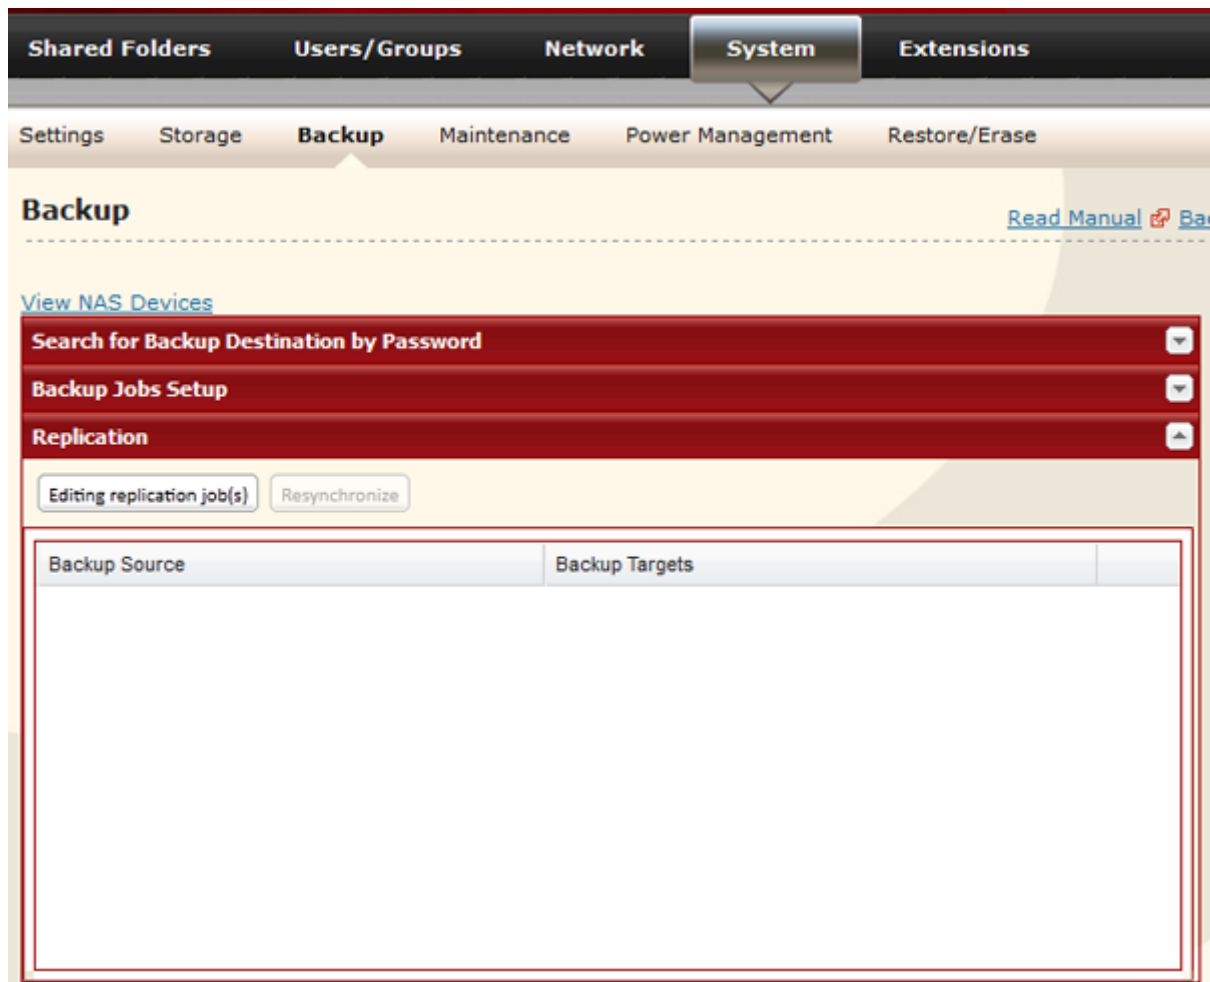 Shared Folders Users/Groups Network System Extensions
Settings Storage Backup Maintenance Power Management Restore/Erase
Backup
Read Manual
View NAS Devices
Search for Backup Destination by Password
Backup Jobs Setup
Replication
Editing replication job(s) Resynchronize
Backup Source Backup Targets